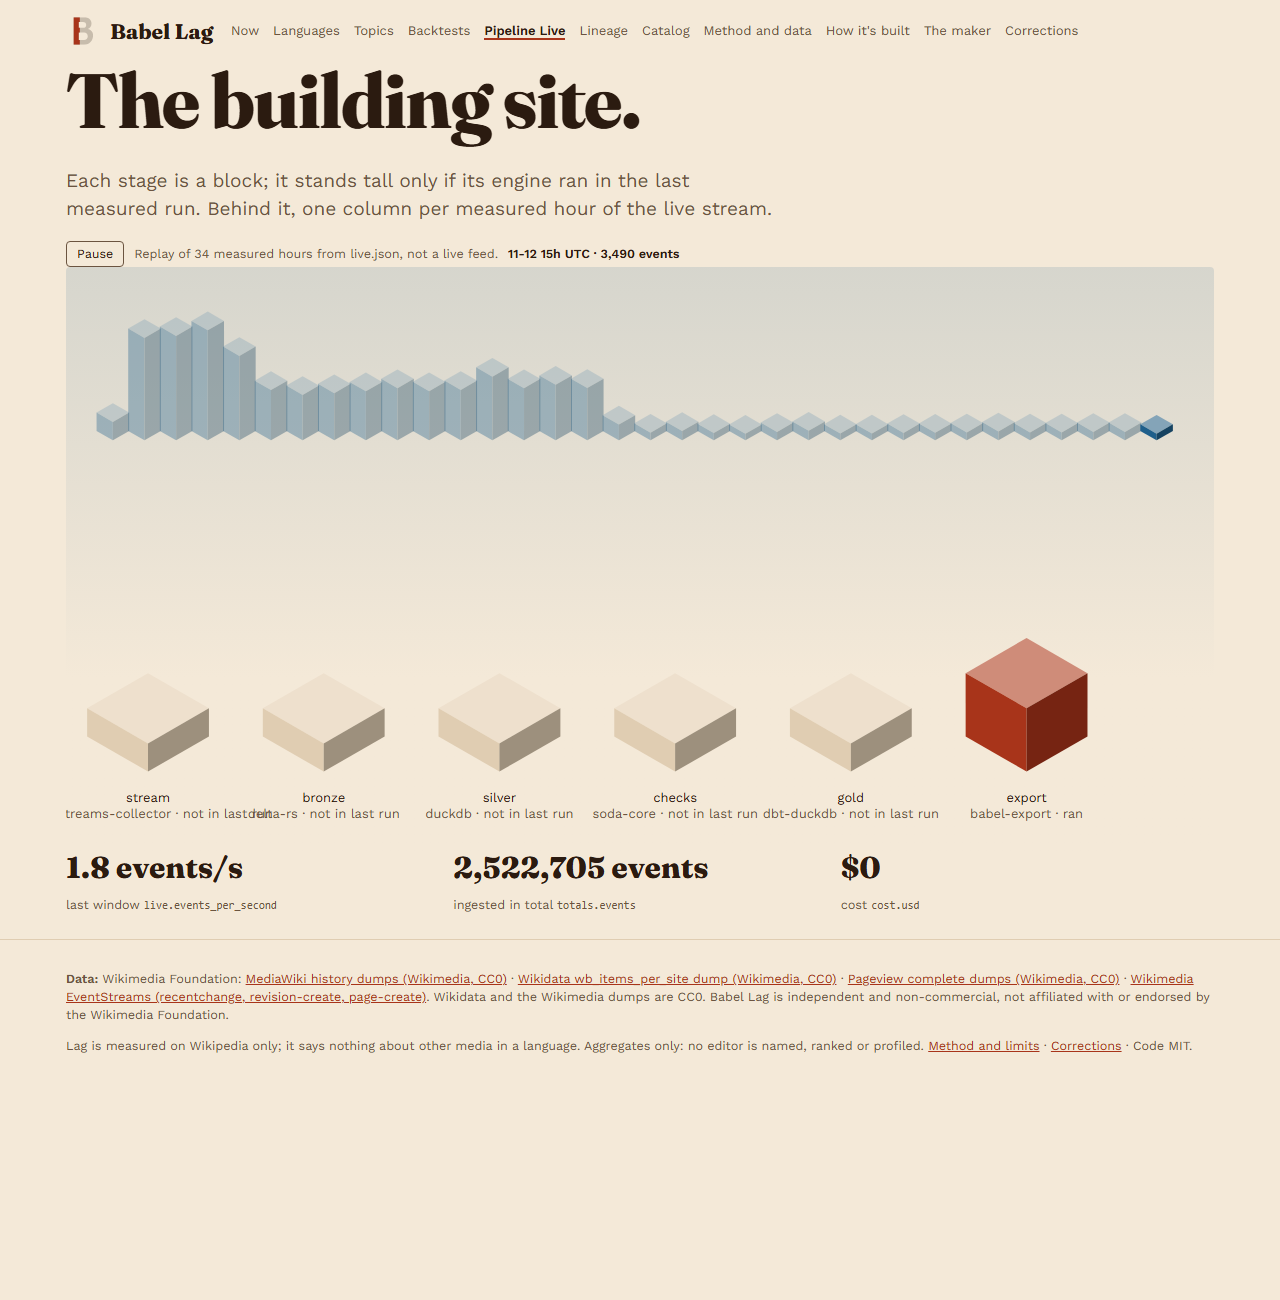 B Babel Lag Now Languages Topics Backtests Pipeline Live Lineage Catalog Method and data How it's built The maker Corrections
The building site.
Each stage is a block; it stands tall only if its engine ran in the last
measured run. Behind it, one column per measured hour of the live stream.
Pause Replay of 34 measured hours from live.json, not a live feed. 11-12 15h UTC · 3,490 events
stream bronze silver checks gold export
treams-collector · not in last · not in last run duckdb · not in last run soda-core · not in last run dbt-duckdb · not in last run babel-export · ran
1.8 events/s 2,522,705 events $0
last window live.events_per_second ingested in total totals.events cost cost.usd
Data: Wikimedia Foundation: MediaWiki history dumps (Wikimedia, CC0) · Wikidata wb_items_per_site dump (Wikimedia, CC0) · Pageview complete dumps (Wikimedia, CC0) · Wikimedia
EventStreams (recentchange, revision-create, page-create). Wikidata and the Wikimedia dumps are CC0. Babel Lag is independent and non-commercial, not affiliated with or endorsed by
the Wikimedia Foundation.
Lag is measured on Wikipedia only; it says nothing about other media in a language. Aggregates only: no editor is named, ranked or profiled. Method and limits · Corrections · Code MIT.